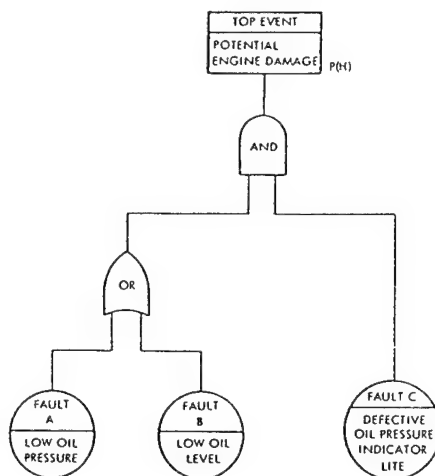 TOP EVENT
POTENTIAL
ENGINE DAMAGE
P(H)
AND
OR
FAULT
A
LOW OIL
PRESSURE
FAULT
B
LOW OIL
LEVEL
FAULT C
DEFECTIVE
OIL PRESSURE
INDICATOR
LITE